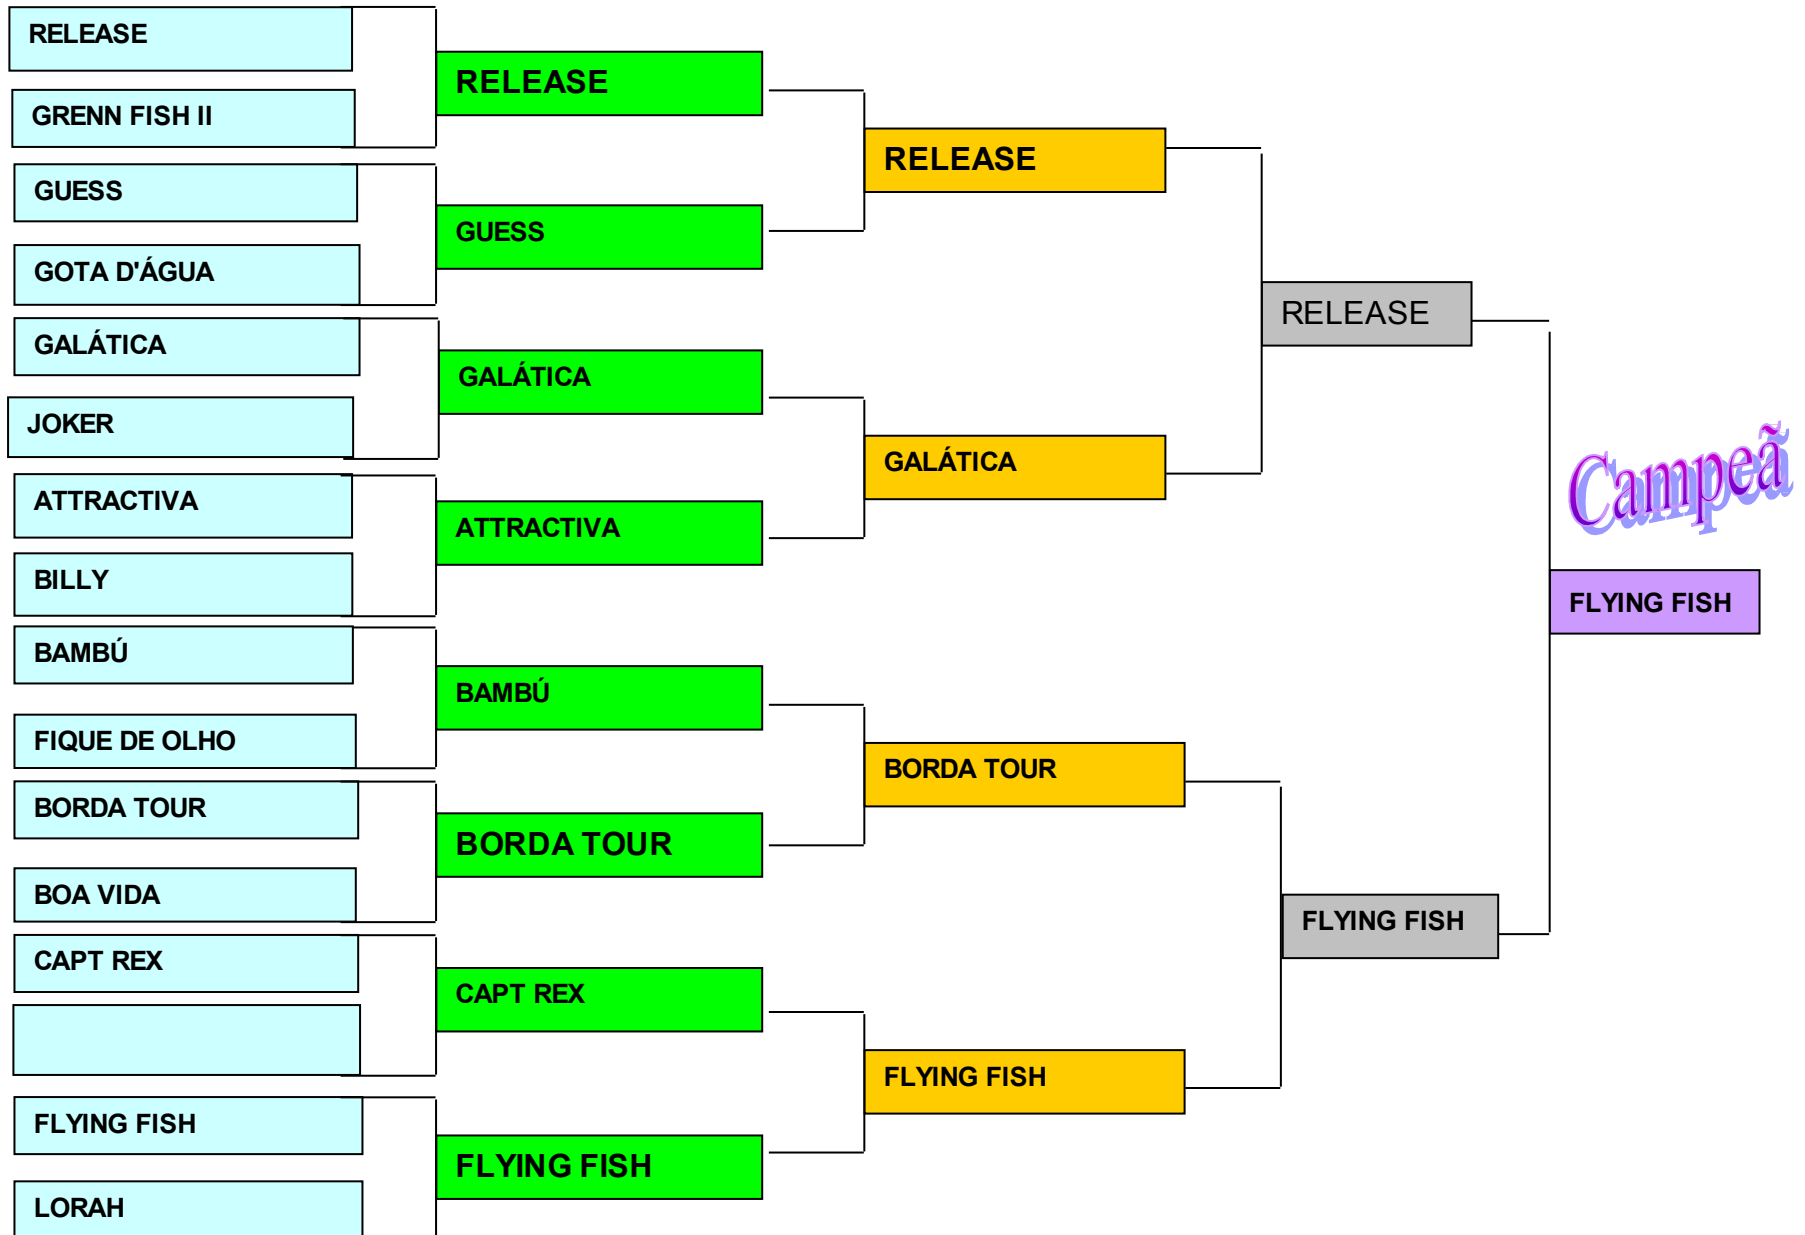 RELEASE
GRENN FISH II
GUESS
GOTA D'ÁGUA
GALÁTICA
JOKER
ATTRACTIVA
BILLY
BAMBÚ
FIQUE DE OLHO
BORDA TOUR
BOA VIDA
CAPT REX
FLYING FISH
LORAH
RELEASE
GUESS
GALÁTICA
ATTRACTIVA
BAMBÚ
BORDA TOUR
CAPT REX
FLYING FISH
RELEASE
GALÁTICA
BORDA TOUR
FLYING FISH
RELEASE
FLYING FISH
Campeã
FLYING FISH